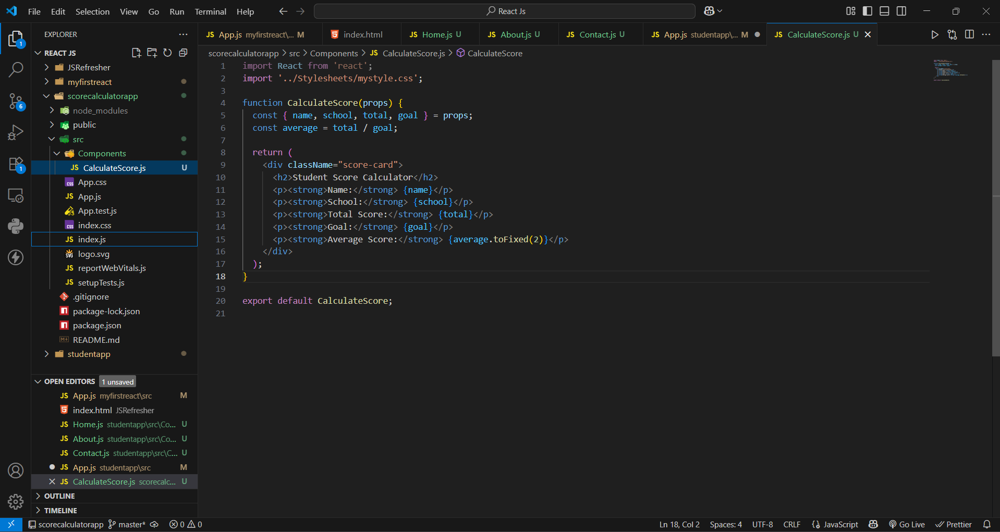 File Edit Selection View Go Run Terminal Help
React Js
EXPLORER
REACT JS
JSRefresher
myfirstreact
scorecalculatorapp
node_modules
public
src
Components
CalculateScore.js U
App.css
App.js
App.test.js
index.css
index.js
logo.svg
reportWebVitals.js
setupTests.js
.gitignore
package-lock.json
package.json
README.md
studentapp
OPEN EDITORS 1 unsaved
App.js myfirstreact\src M
index.html JSRefresher
Home.js studentapp\src\Co... U
About.js studentapp\src\Co... U
Contact.js studentapp\src\C... U
App.js studentapp\src M
CalculateScore.js scorecalc... U
OUTLINE
TIMELINE
App.js myfirstreact\... M index.html Home.js U About.js U Contact.js U App.js studentapp\... M CalculateScore.js U
scorecalculatorapp > src > Components > JS CalculateScore.js > CalculateScore
1 import React from 'react';
2 import '../Stylesheets/mystyle.css';
3
4 function CalculateScore(props) {
5 const { name, school, total, goal } = props;
6 const average = total / goal;
7
8 return (
9 <div className="score-card">
10 <h2>Student Score Calculator</h2>
11 <p><strong>Name:</strong> {name}</p>
12 <p><strong>School:</strong> {school}</p>
13 <p><strong>Total Score:</strong> {total}</p>
14 <p><strong>Goal:</strong> {goal}</p>
15 <p><strong>Average Score:</strong> {average.toFixed(2)}</p>
16 </div>
17 );
18 }
19
20 export default CalculateScore;
21
scorecalculatorapp master* 0 0 Ln 18, Col 2 Spaces: 4 UTF-8 CRLF JavaScript Go Live Prettier